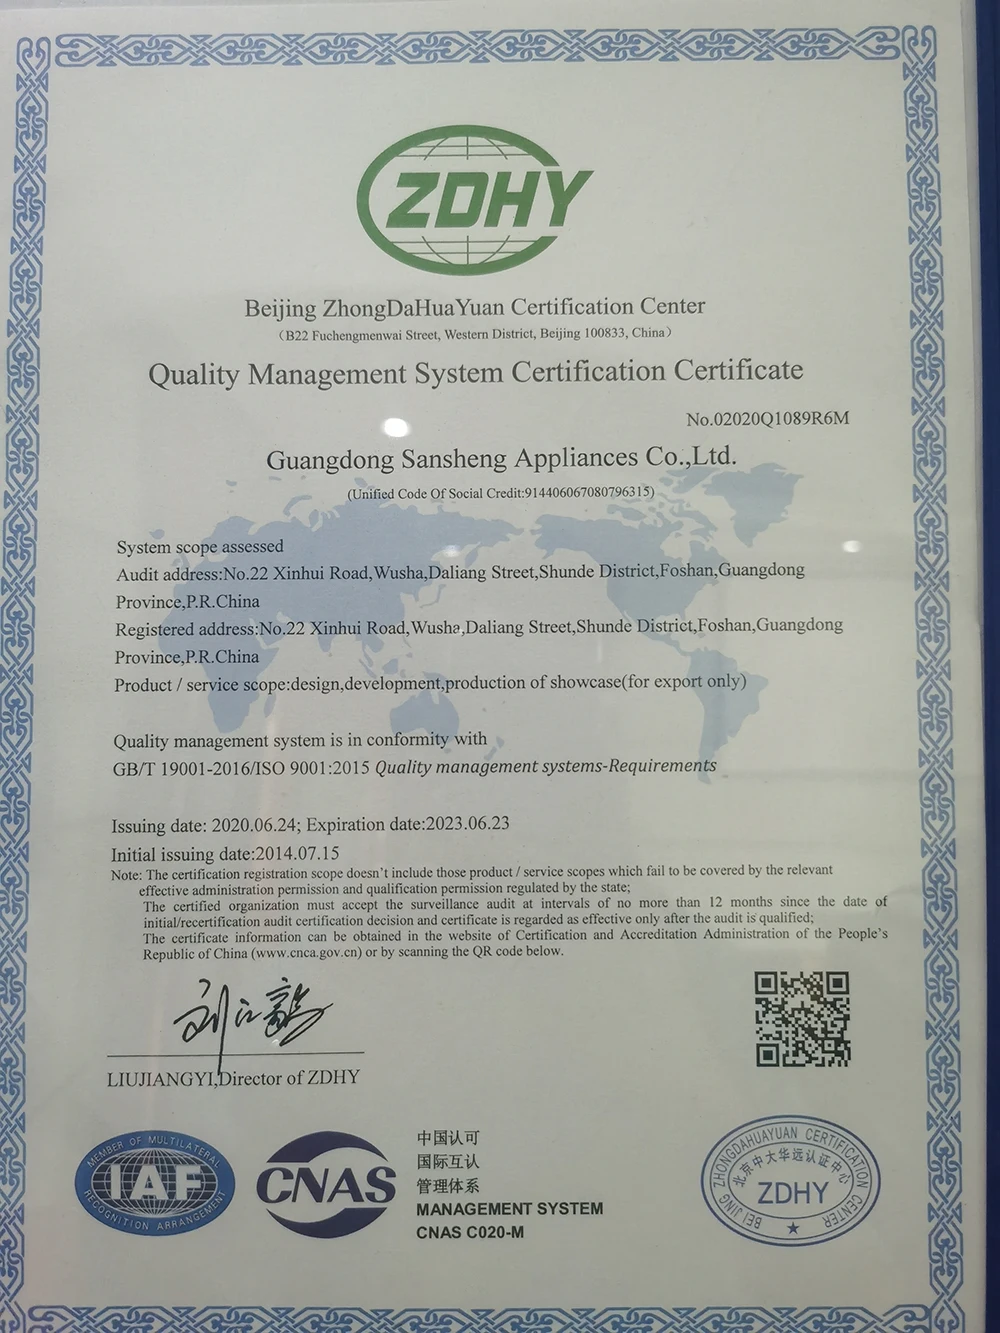 ZDHY
Beijing ZhongDaHuaYuan Certification Center
（B22 Fuchengmenwai Street, Western District, Beijing 100833, China）
Quality Management System Certification Certificate
No.02020Q1089R6M
Guangdong Sansheng Appliances Co.,Ltd.
(Unified Code Of Social Credit:914406067080796315)
System scope assessed
Audit address:No.22 Xinhui Road,Wusha,Daliang Street,Shunde District,Foshan,Guangdong
Province,P.R.China
Registered address:No.22 Xinhui Road,Wusha,Daliang Street,Shunde District,Foshan,Guangdong
Province,P.R.China
Product / service scope:design,development,production of showcase(for export only)
Quality management system is in conformity with
GB/T 19001-2016/ISO 9001:2015 Quality management systems-Requirements
Issuing date: 2020.06.24; Expiration date:2023.06.23
Initial issuing date:2014.07.15
Note: The certification registration scope doesn't include those product / service scopes which fail to be covered by the relevant
effective administration permission and qualification permission regulated by the state;
The certified organization must accept the surveillance audit at intervals of no more than 12 months since the date of
initial/recertification audit certification decision and certificate is regarded as effective only after the audit is qualified;
The certificate information can be obtained in the website of Certification and Accreditation Administration of the People's
Republic of China (www.cnca.gov.cn) or by scanning the QR code below.
LIUJIANGYI,Director of ZDHY
MEMBER OF MULTILATERAL
IAF
RECOGNITION ARRANGEMENT
CNAS
中国认可
国际互认
管理体系
MANAGEMENT SYSTEM
CNAS C020-M
BEIJING ZHONGDAHUAYUAN CERTIFICATION CENTER
北京中大华远认证中心
ZDHY